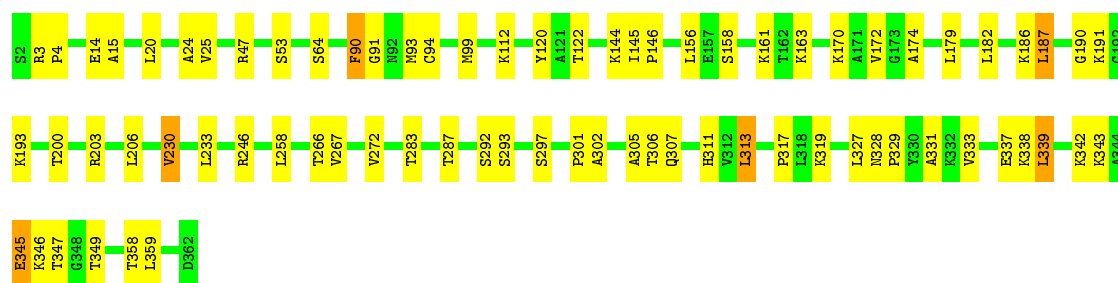 S2 R3 P4 E14 A15 L20 A24 V25 R47 S53 S64 F90 G91 N92 M93 C94 M99 K112 Y120 A121 T122 K144 I145 P146 L156 E157 S158 K161 T162 K163 K170 A171 V172 G173 A174 L179 L182 K186 L187 G190 K191
K193 T200 R203 L206 V230 L233 R246 L258 T266 V267 V272 T283 T287 S292 S293 S297 P301 A302 A305 T306 Q307 H311 V312 L313 P317 L318 K319 L327 N328 P329 Y330 A331 K332 V333 E337 K338 L339 K342 K343 A344
E345 K346 T347 G348 T349 T358 L359 D362